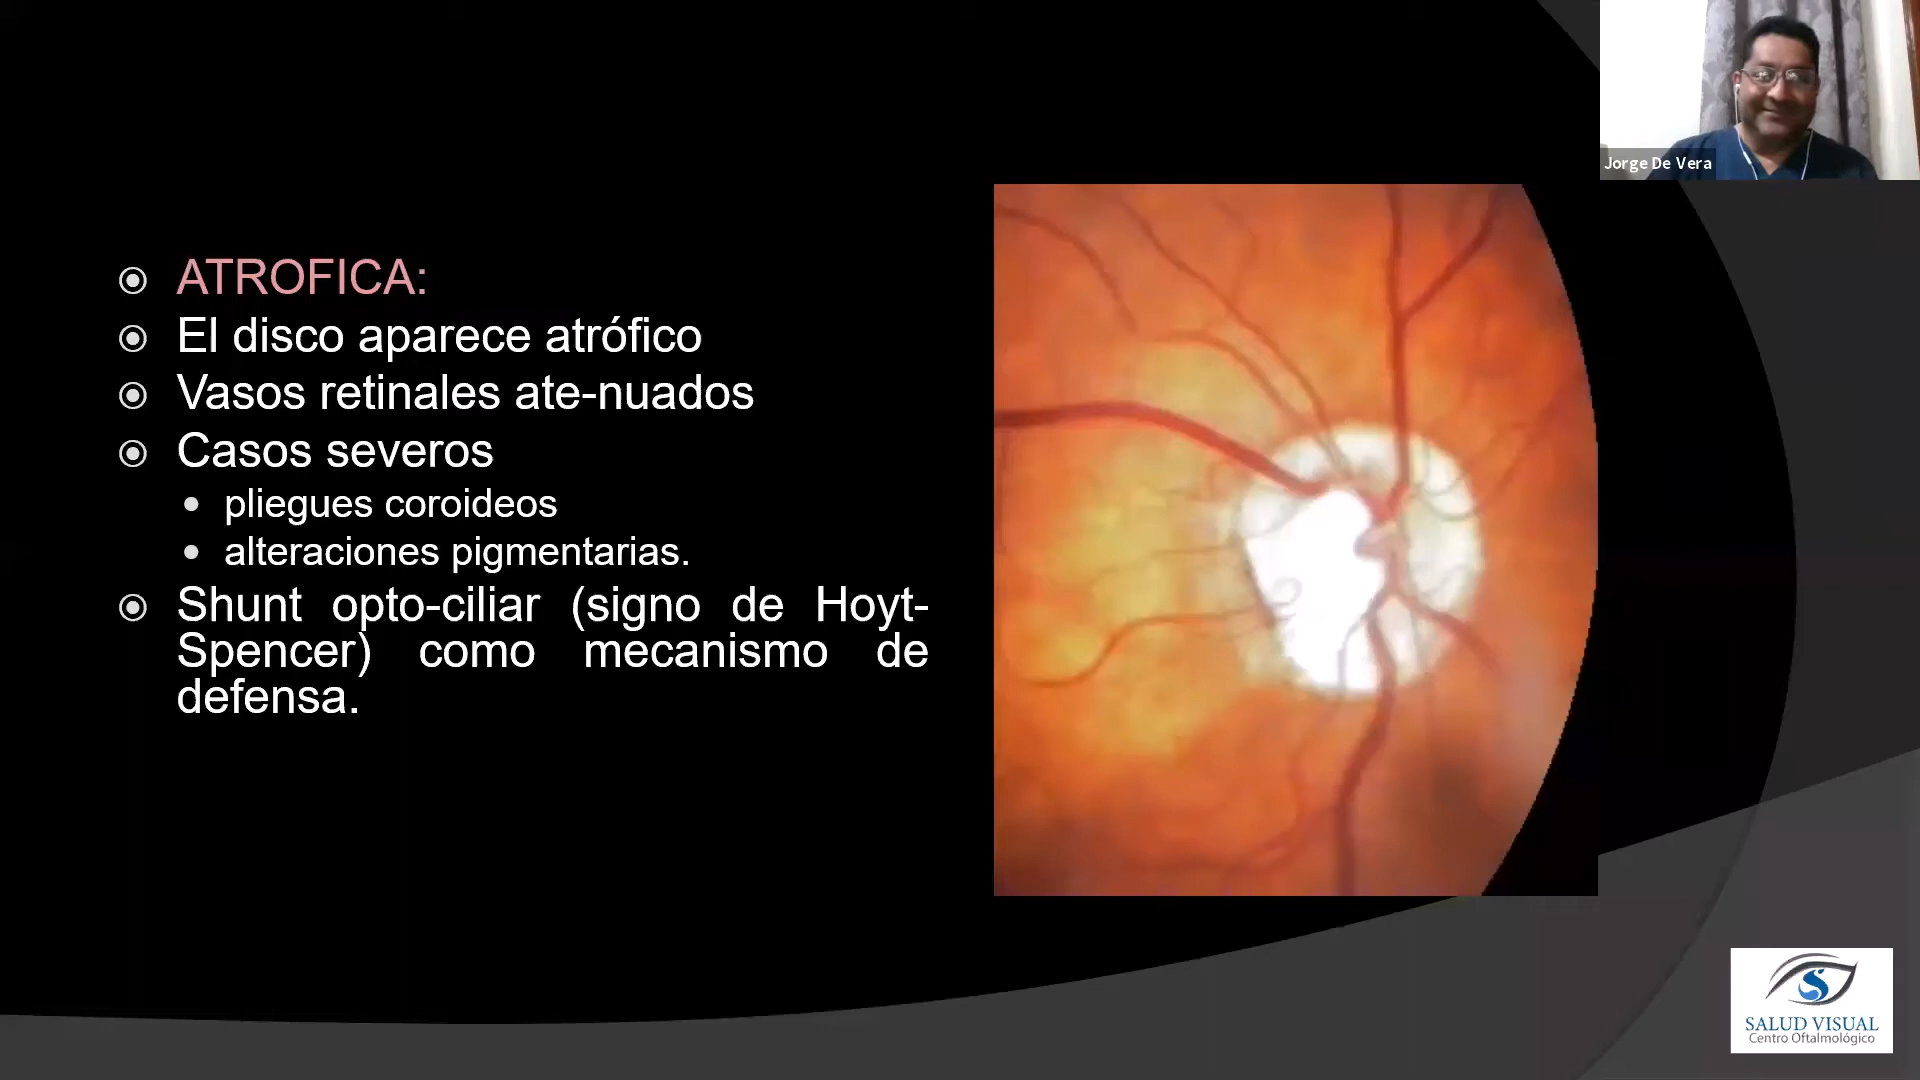 Jorge De Vera
ATROFICA:
El disco aparece atrófico
Vasos retinales ate-nuados
Casos severos
pliegues coroideos
alteraciones pigmentarias.
Shunt opto-ciliar (signo de Hoyt-
Spencer) como mecanismo de
defensa.
SALUD VISUAL
Centro Oftalmológico